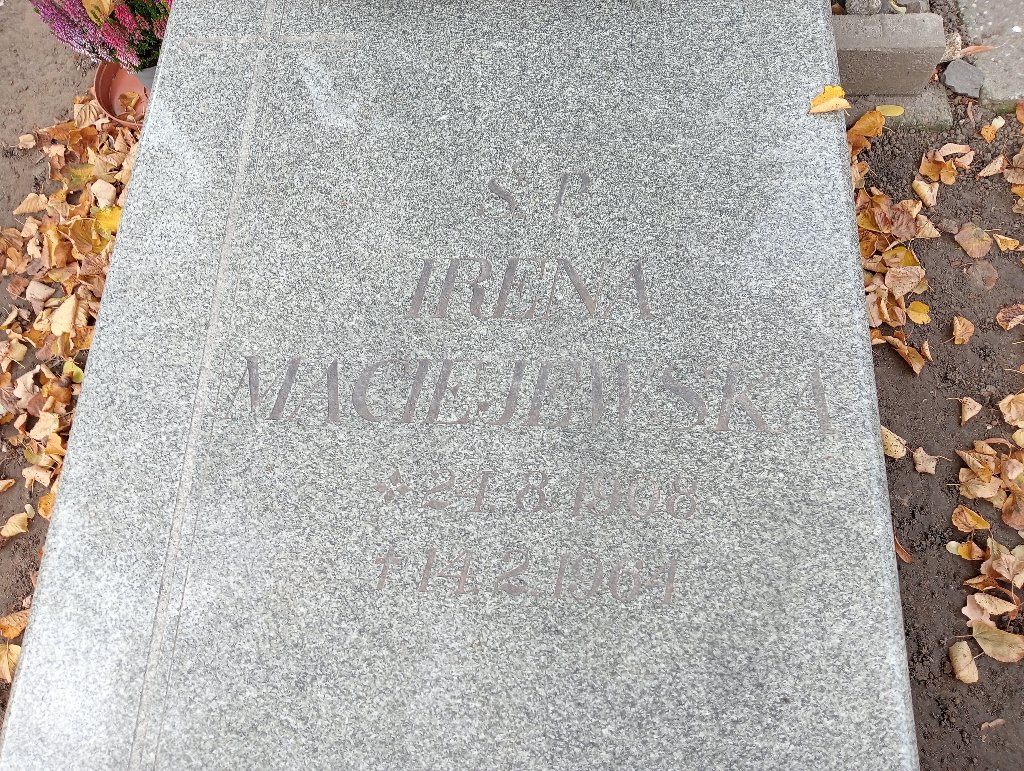 Ś. P.
IRENA
MACIEJEWSKA
* 24. 8. 1908
† 14. 2. 1964